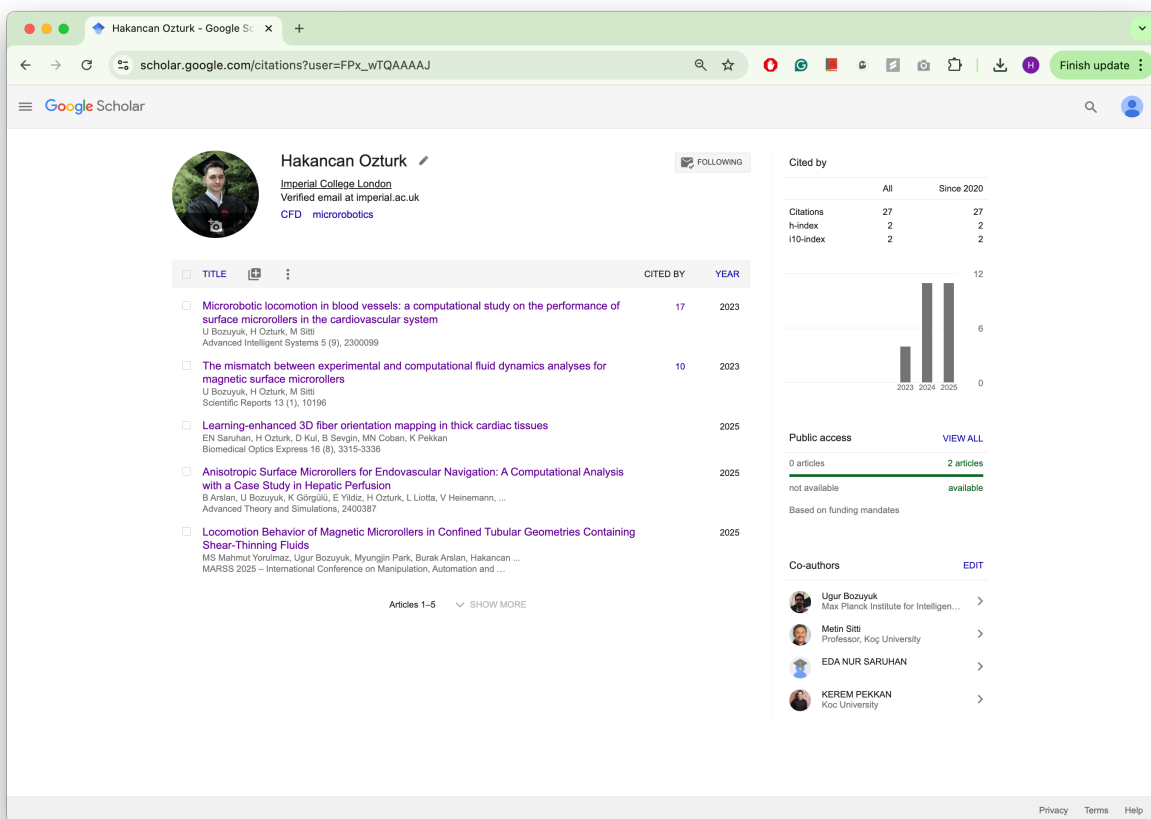 Hakancan Ozturk - Google Sc
scholar.google.com/citations?user=FPx_wTQAAAAJ
H
Finish update
Google Scholar
Hakancan Ozturk
FOLLOWING
Imperial College London
Verified email at imperial.ac.uk
CFD microrobotics
TITLE CITED BY YEAR
Microrobotic locomotion in blood vessels: a computational study on the performance of 17 2023
surface microrollers in the cardiovascular system
U Bozuyuk, H Ozturk, M Sitti
Advanced Intelligent Systems 5 (9), 2300099
The mismatch between experimental and computational fluid dynamics analyses for 10 2023
magnetic surface microrollers
U Bozuyuk, H Ozturk, M Sitti
Scientific Reports 13 (1), 10196
Learning-enhanced 3D fiber orientation mapping in thick cardiac tissues 2025
EN Saruhan, H Ozturk, D Kul, B Sevgin, MN Coban, K Pekkan
Biomedical Optics Express 16 (8), 3315-3336
Anisotropic Surface Microrollers for Endovascular Navigation: A Computational Analysis 2025
with a Case Study in Hepatic Perfusion
B Arslan, U Bozuyuk, K Görgülü, E Yildiz, H Ozturk, L Liotta, V Heinemann, ...
Advanced Theory and Simulations, 2400387
Locomotion Behavior of Magnetic Microrollers in Confined Tubular Geometries Containing 2025
Shear-Thinning Fluids
MS Mahmut Yorulmaz, Ugur Bozuyuk, Myungjin Park, Burak Arslan, Hakancan ...
MARSS 2025 – International Conference on Manipulation, Automation and ...
Articles 1–5 SHOW MORE
Cited by
All Since 2020
Citations 27 27
h-index 2 2
i10-index 2 2
12
6
0
2023 2024 2025
Public access VIEW ALL
0 articles 2 articles
not available available
Based on funding mandates
Co-authors EDIT
Ugur Bozuyuk
Max Planck Institute for Intelligen...
Metin Sitti
Professor, Koç University
EDA NUR SARUHAN
KEREM PEKKAN
Koc University
Privacy Terms Help